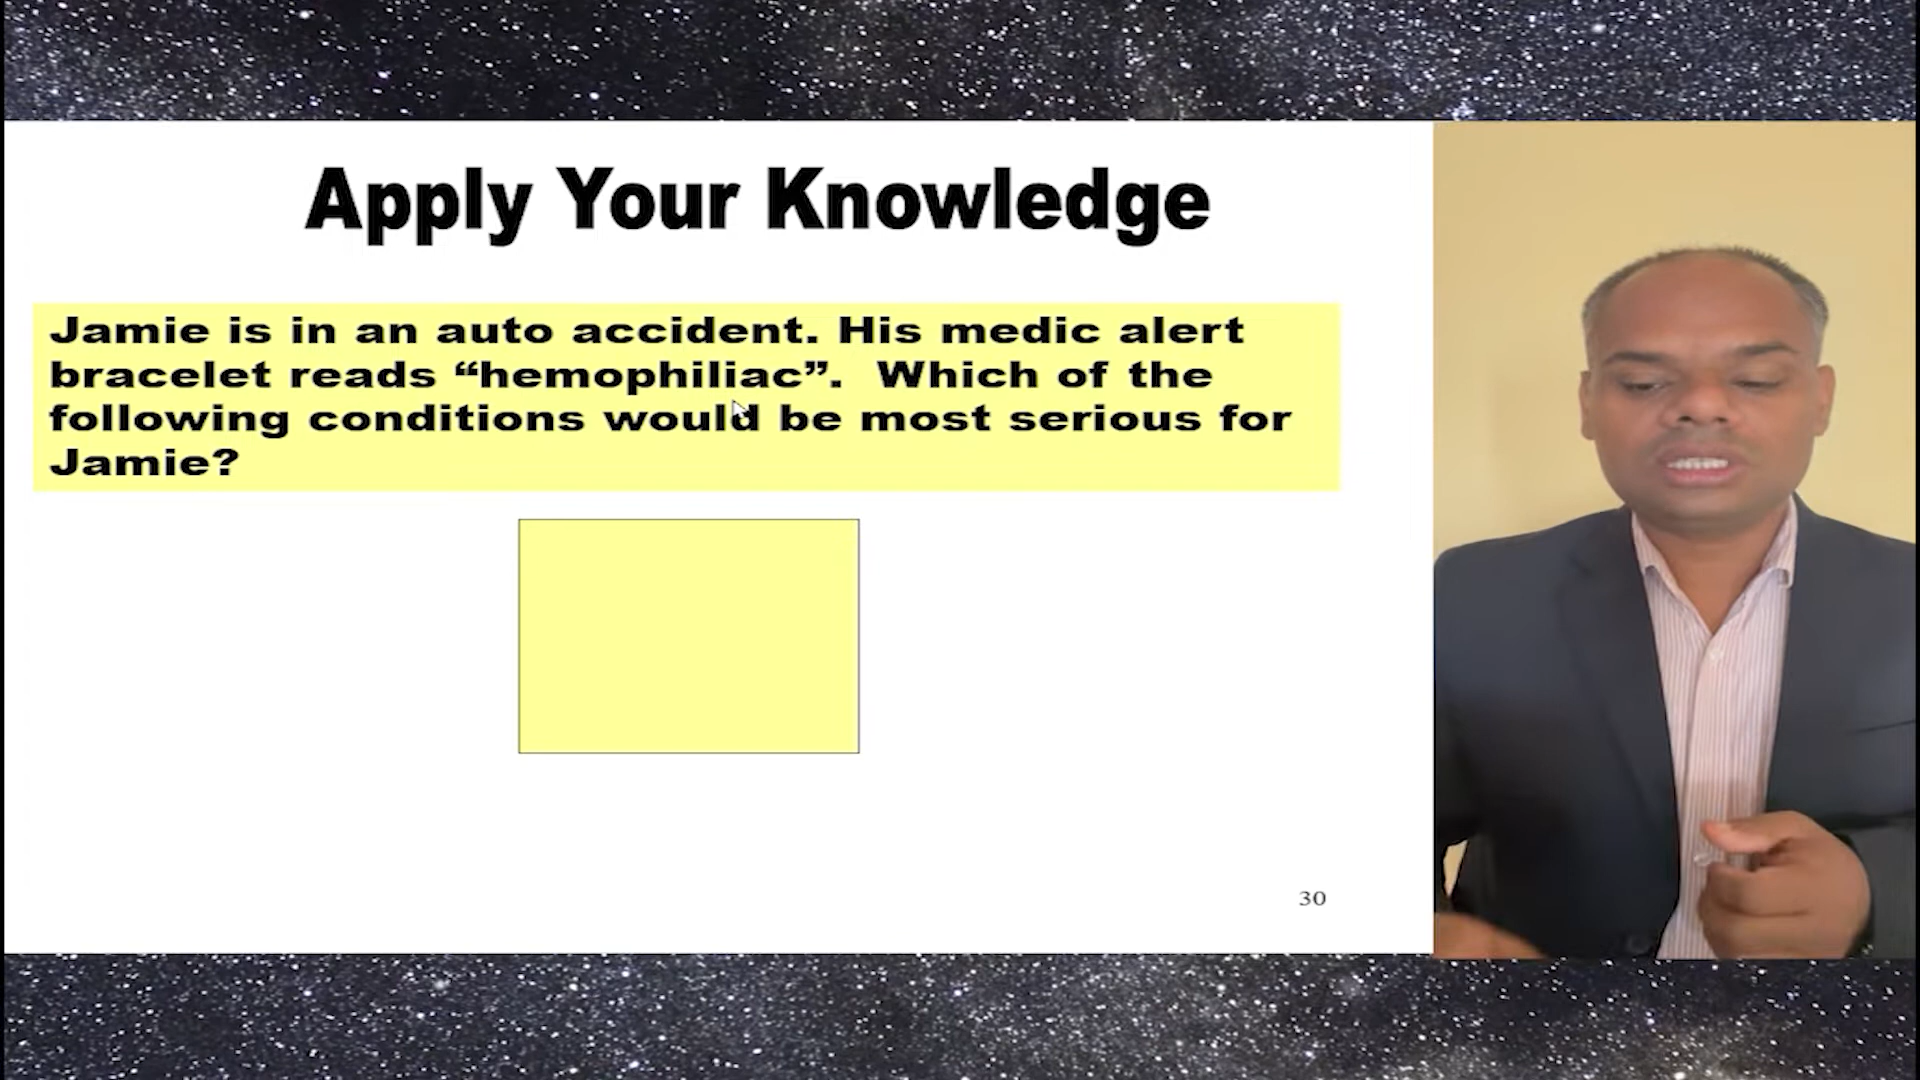 Apply Your Knowledge
Jamie is in an auto accident. His medic alert
bracelet reads “hemophiliac”. Which of the
following conditions would be most serious for
Jamie?
30